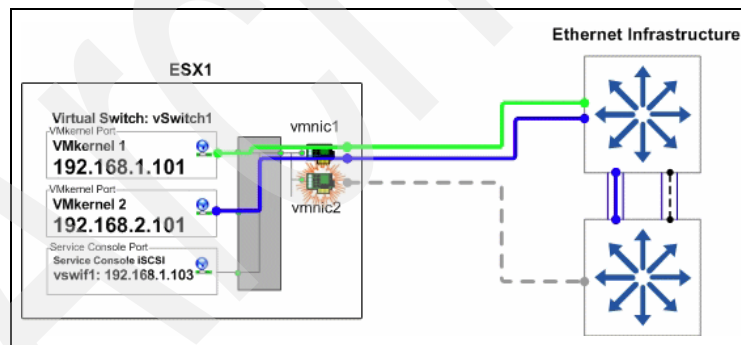 Ethernet Infrastructure
ESX1
Virtual Switch: vSwitch1
VMkernel Port
VMkernel 1
192.168.1.101
vmnic1
VMkernel Port
VMkernel 2
192.168.2.101
vmnic2
Service Console Port
Service Console iSCSI
vswif1: 192.168.1.103